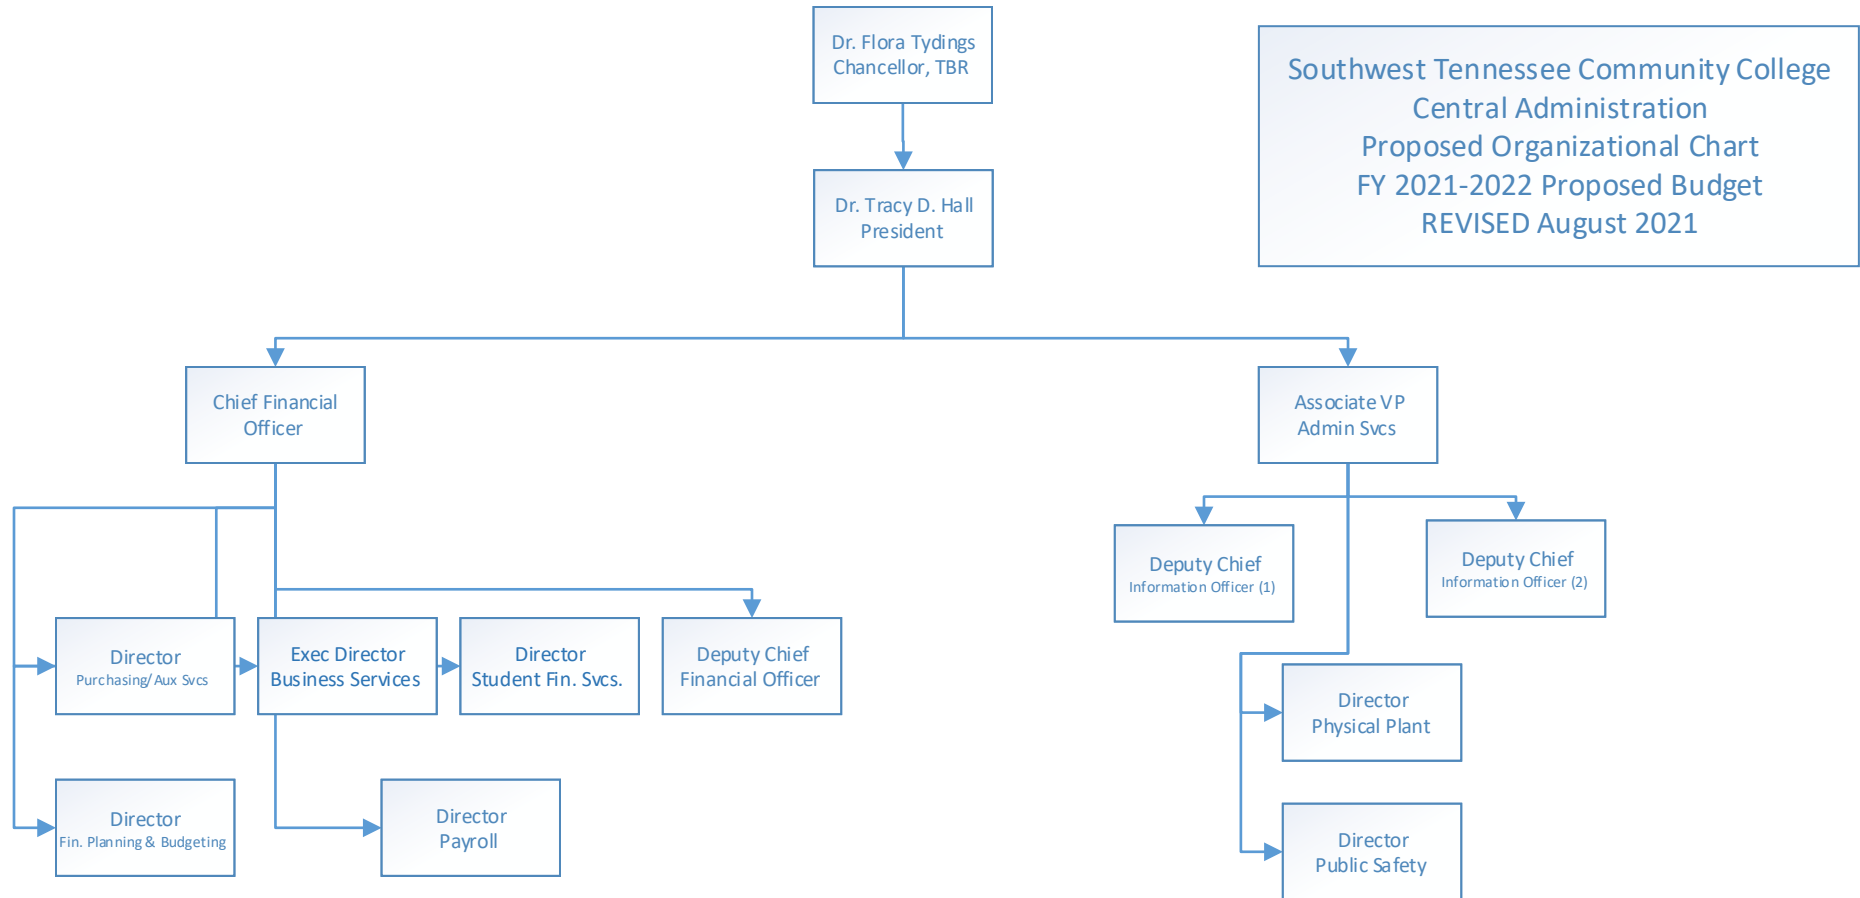 Dr. Flora Tydings
Chancellor, TBR
Southwest Tennessee Community College
Central Administration
Proposed Organizational Chart
FY 2021-2022 Proposed Budget
REVISED August 2021
Dr. Tracy D. Hall
President
Chief Financial
Officer
Associate VP
Admin Svcs
Deputy Chief
Information Officer (1)
Deputy Chief
Information Officer (2)
Director
Purchasing/Aux Svcs
Exec Director
Business Services
Director
Student Fin. Svcs.
Deputy Chief
Financial Officer
Director
Physical Plant
Director
Fin. Planning & Budgeting
Director
Payroll
Director
Public Safety